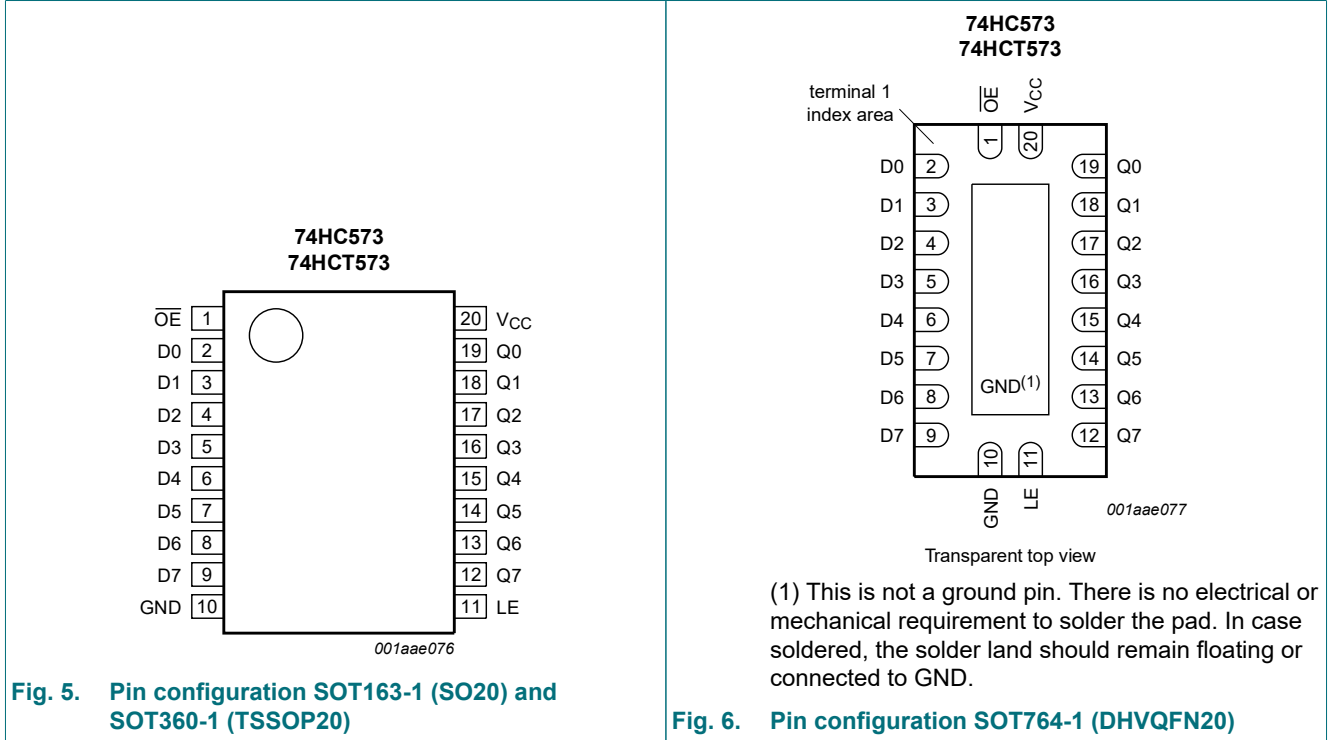 74HC573
74HCT573
OE 1
D0 2
D1 3
D2 4
D3 5
D4 6
D5 7
D6 8
D7 9
GND 10
20 VCC
19 Q0
18 Q1
17 Q2
16 Q3
15 Q4
14 Q5
13 Q6
12 Q7
11 LE
001aae076
Fig. 5. Pin configuration SOT163-1 (SO20) and
SOT360-1 (TSSOP20)
74HC573
74HCT573
terminal 1
index area
OE
VCC
1
20
D0 2
D1 3
D2 4
D3 5
D4 6
D5 7
D6 8
D7 9
19 Q0
18 Q1
17 Q2
16 Q3
15 Q4
14 Q5
13 Q6
12 Q7
GND(1)
10
11
GND
LE
001aae077
Transparent top view
(1) This is not a ground pin. There is no electrical or
mechanical requirement to solder the pad. In case
soldered, the solder land should remain floating or
connected to GND.
Fig. 6. Pin configuration SOT764-1 (DHVQFN20)